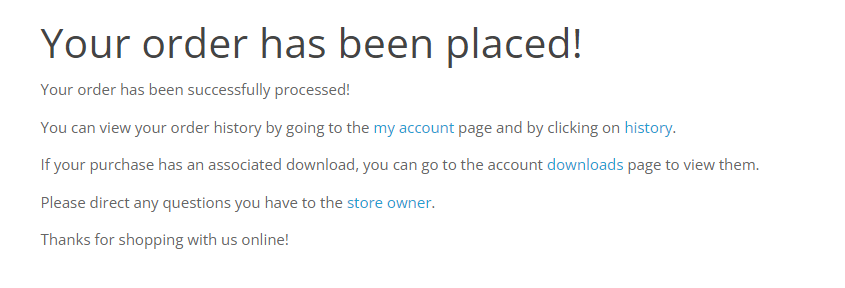 Your order has been placed!
Your order has been successfully processed!
You can view your order history by going to the my account page and by clicking on history.
If your purchase has an associated download, you can go to the account downloads page to view them.
Please direct any questions you have to the store owner.
Thanks for shopping with us online!